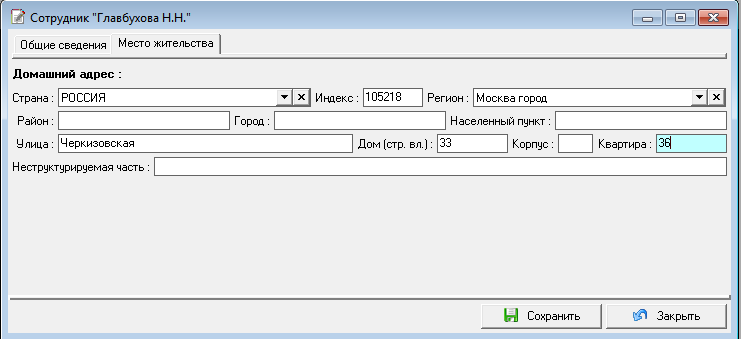 Сотрудник "Главбухова Н.Н."
Общие сведения Место жительства
Домашний адрес :
Страна : РОССИЯ Индекс : 105218 Регион : Москва город
Район : Город : Населенный пункт :
Улица : Черкизовская Дом (стр. вл.) : 33 Корпус : Квартира : 36
Неструктурируемая часть :
Сохранить Закрыть